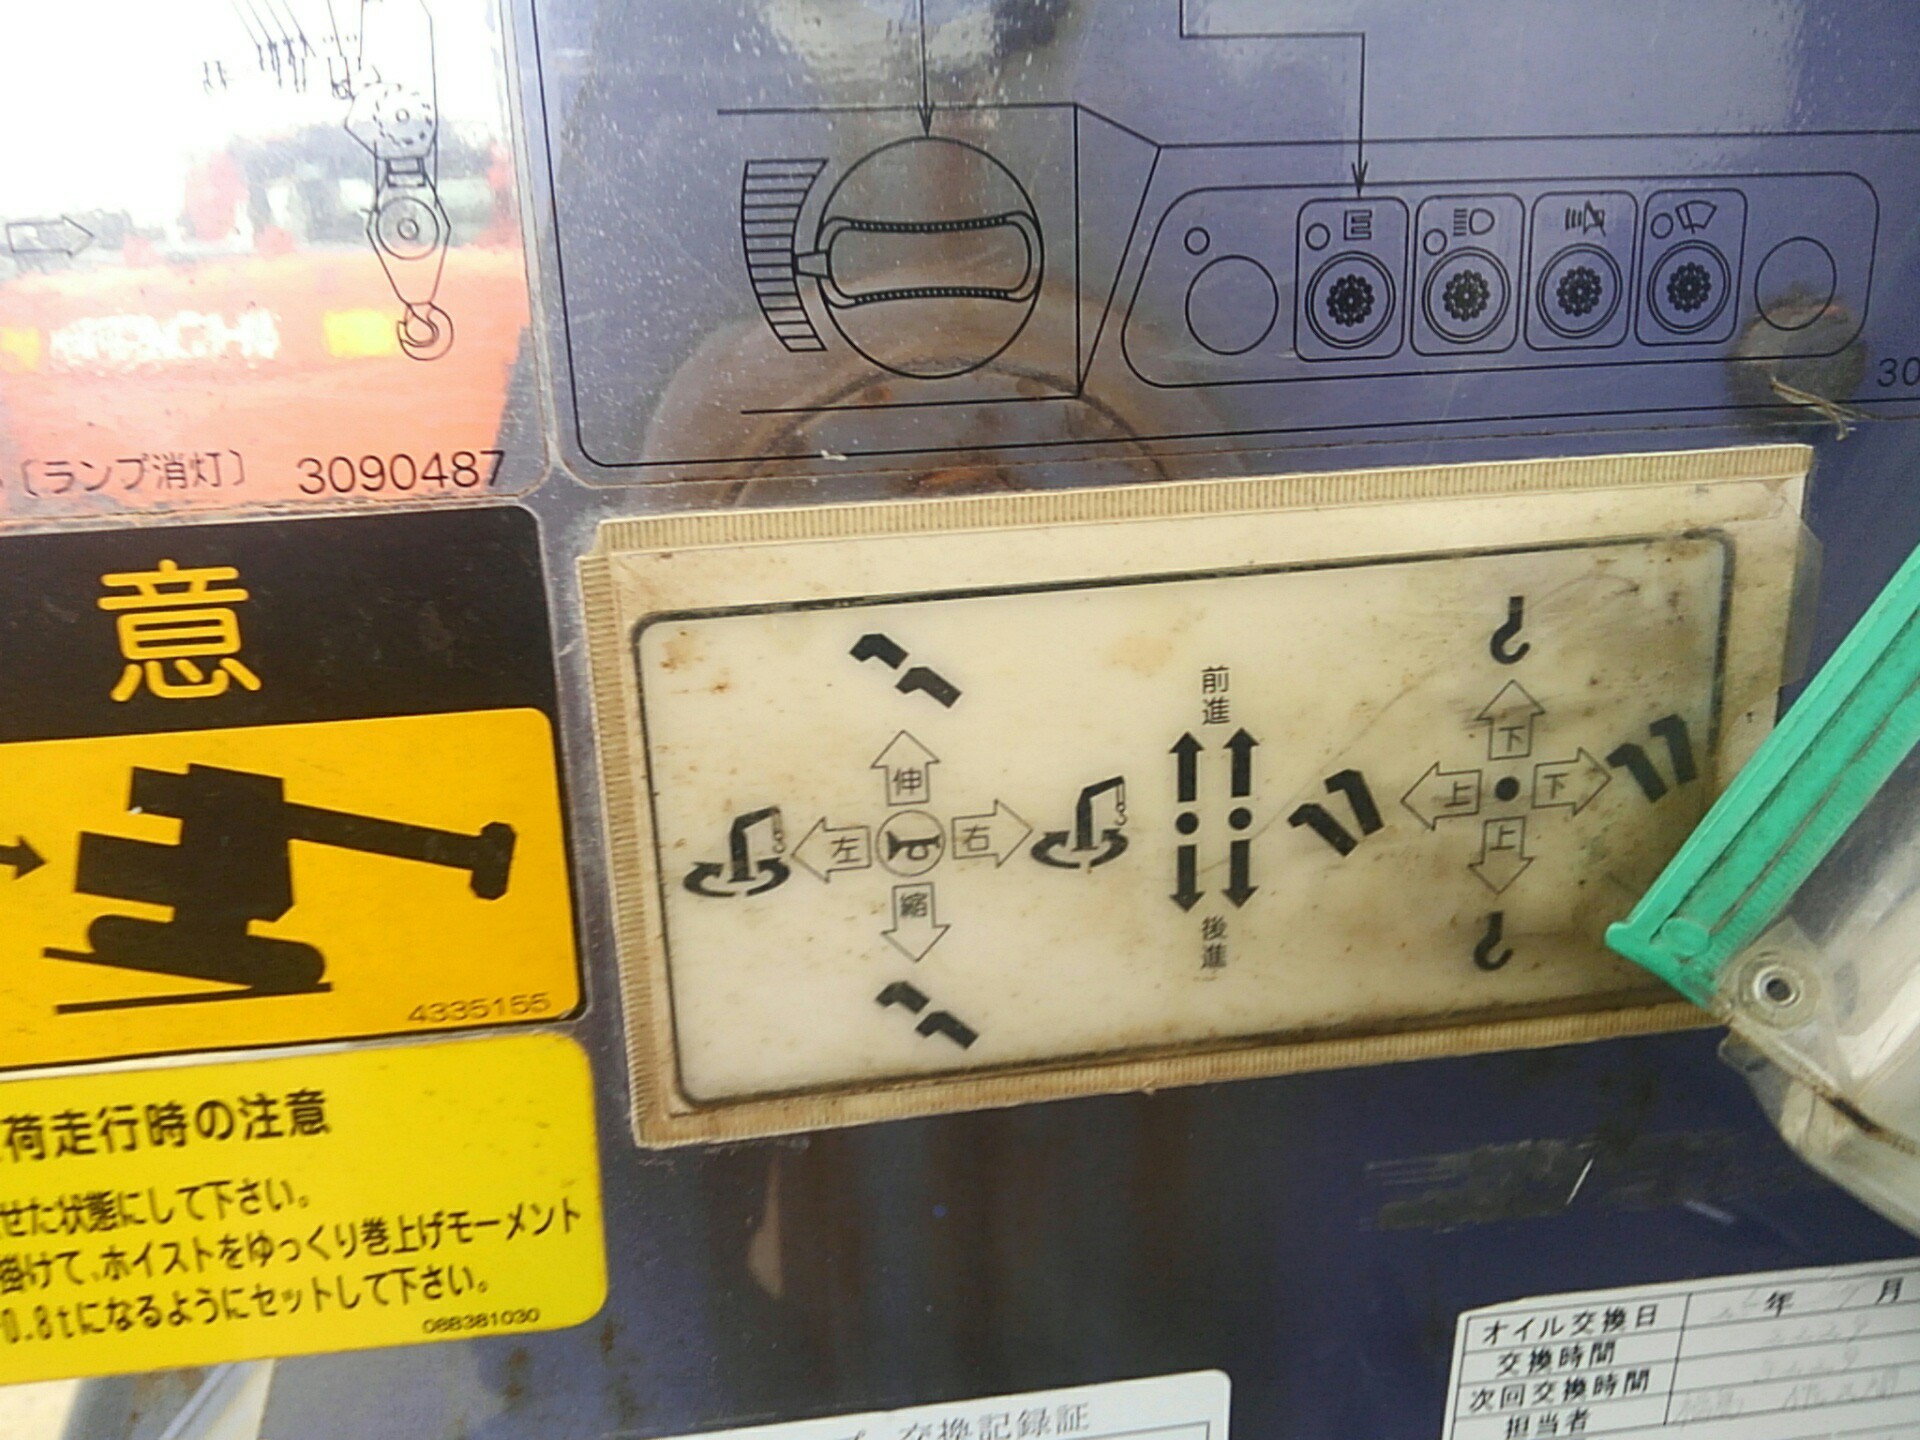 〔ランプ消灯〕 3090487
30
意
4335155
荷走行時の注意
せた状態にして下さい。
掛けて、ホイストをゆっくり巻上げモーメント
0.8tになるようにセットして下さい。
088381030
前進
伸
左
右
縮
後進
下
上
下
上
オイル交換日 年 月
交換時間
次回交換時間
担当者
交換記録証